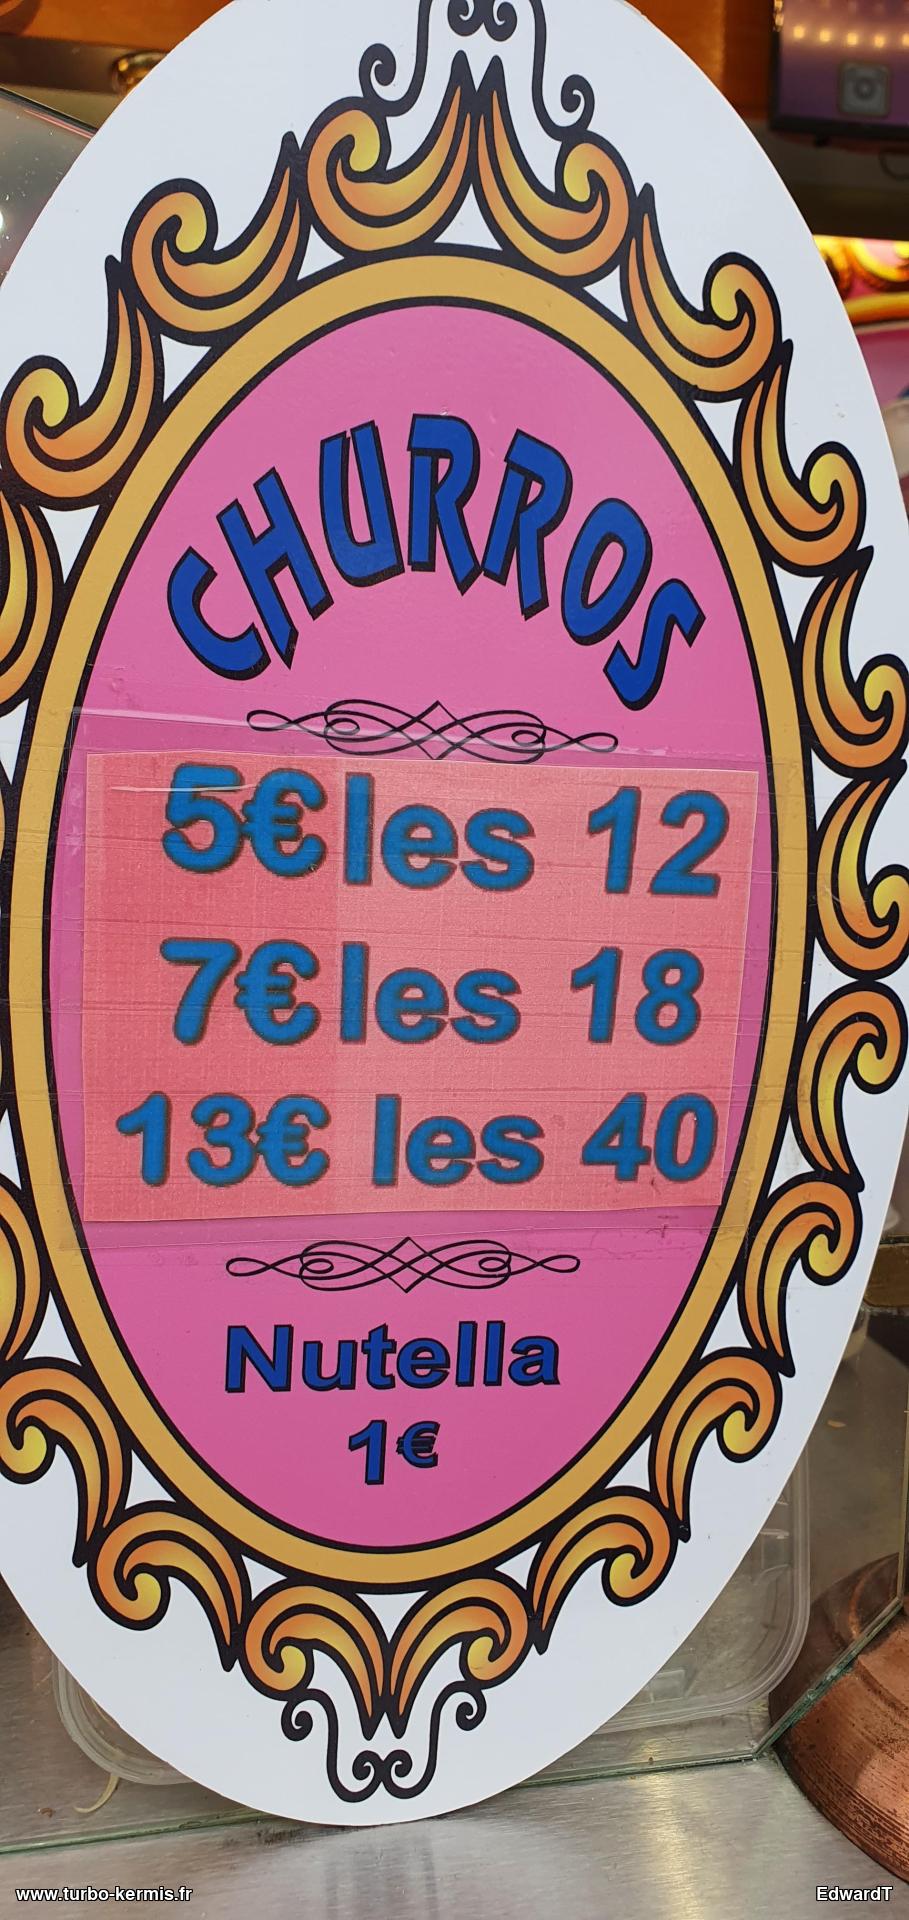 CHURROS
5€ les 12
7€ les 18
13€ les 40
Nutella
1€
www.turbo-kermis.fr
EdwardT